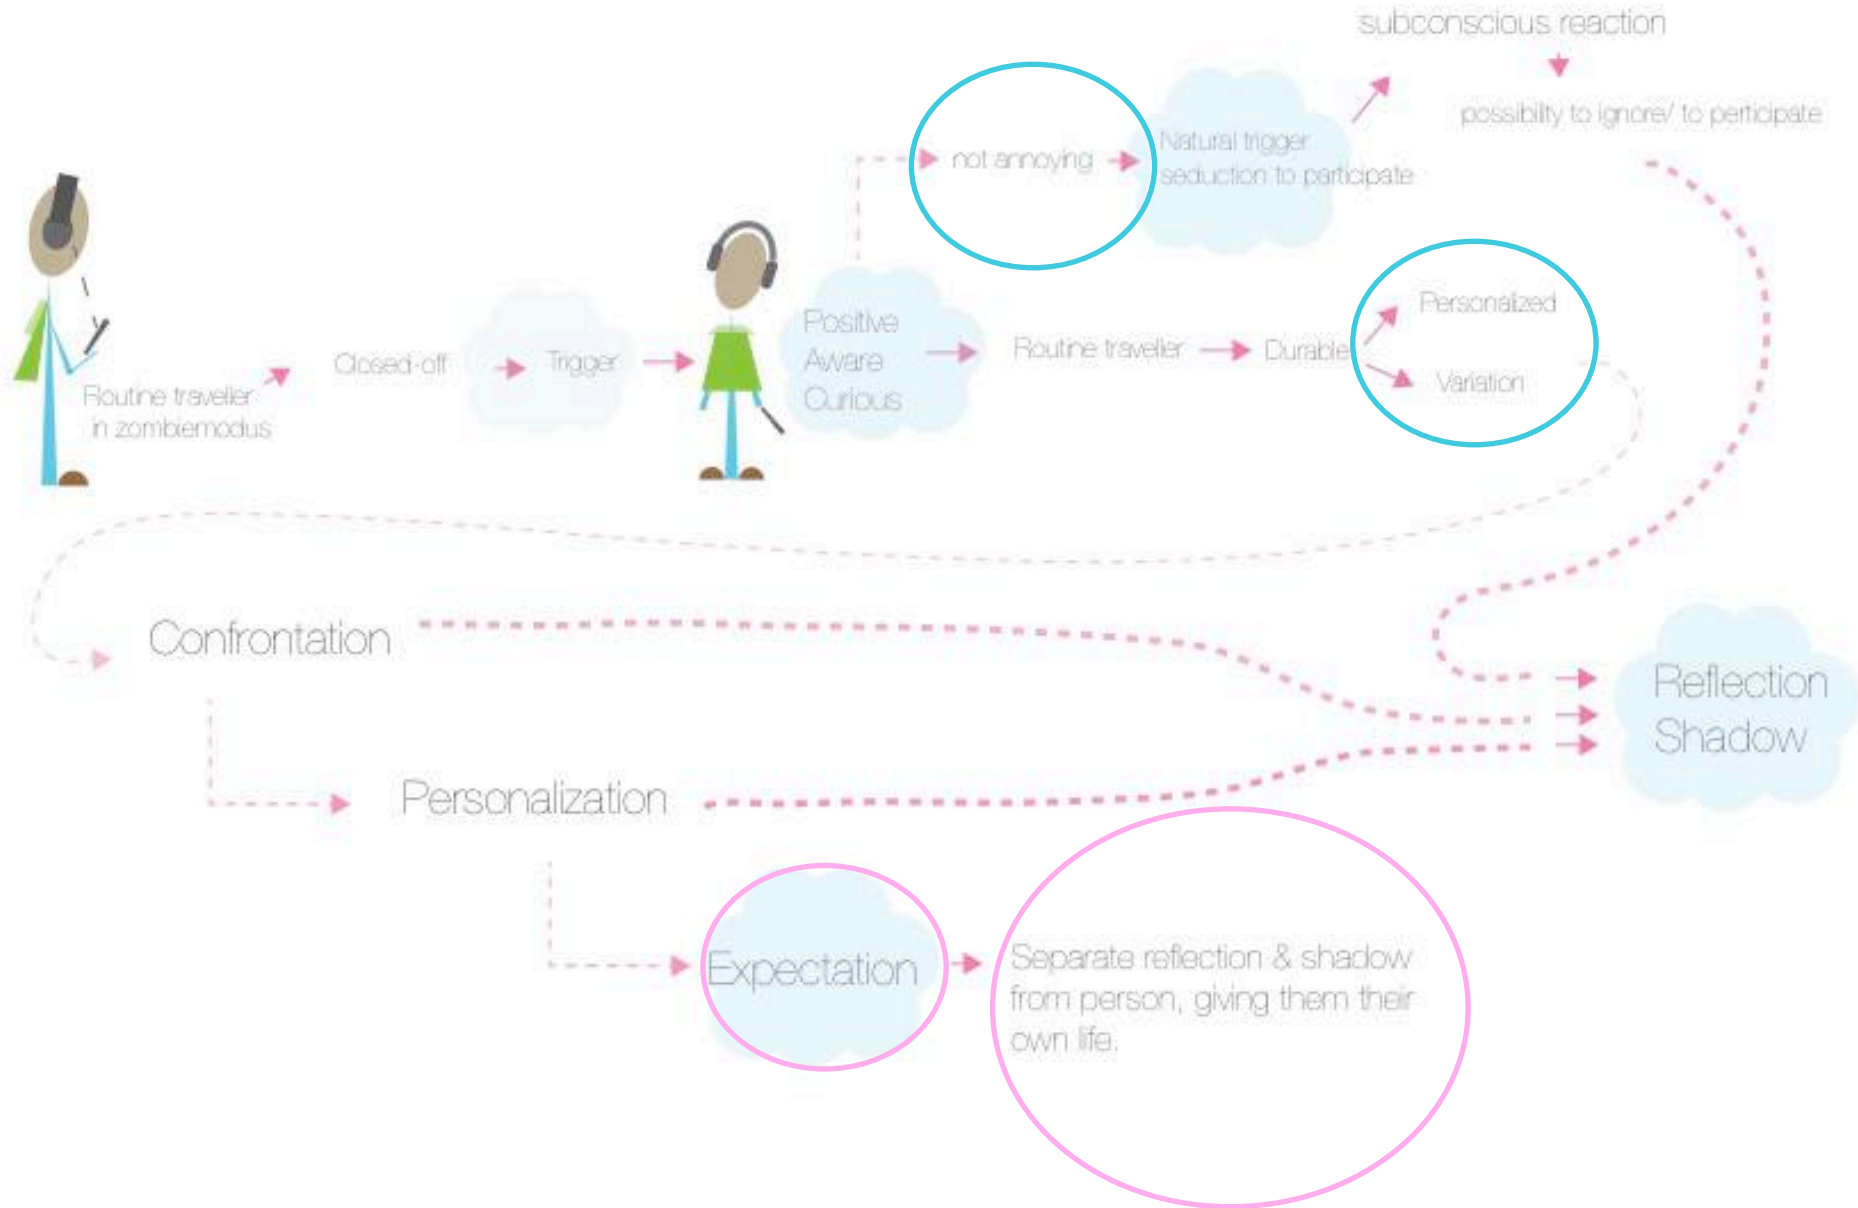 subconscious reaction
possibilty to ignore/ to perticipate
not annoying
Natural trigger
seduction to participate
Routine traveller
in zombiemodus
Closed-off
Trigger
Positive
Aware
Curious
Routine traveller
Durable
Personalized
Variation
Confrontation
Reflection
Shadow
Personalization
Expectation
Separate reflection & shadow
from person, giving them their
own life.